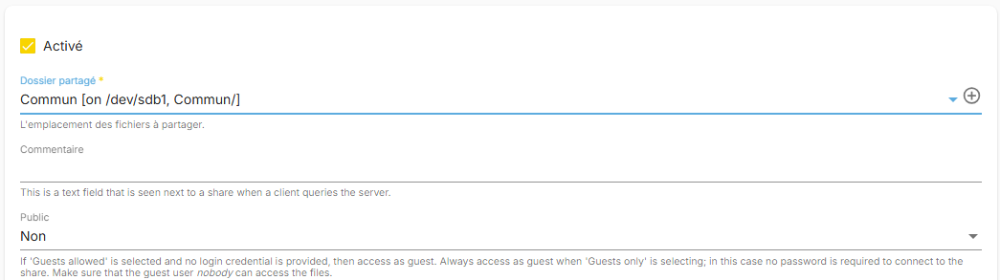 Activé
Dossier partagé *
Commun [on /dev/sdb1, Commun/]
L'emplacement des fichiers à partager.
Commentaire
This is a text field that is seen next to a share when a client queries the server.
Public
Non
If 'Guests allowed' is selected and no login credential is provided, then access as guest. Always access as guest when 'Guests only' is selecting; in this case no password is required to connect to the
share. Make sure that the guest user nobody can access the files.